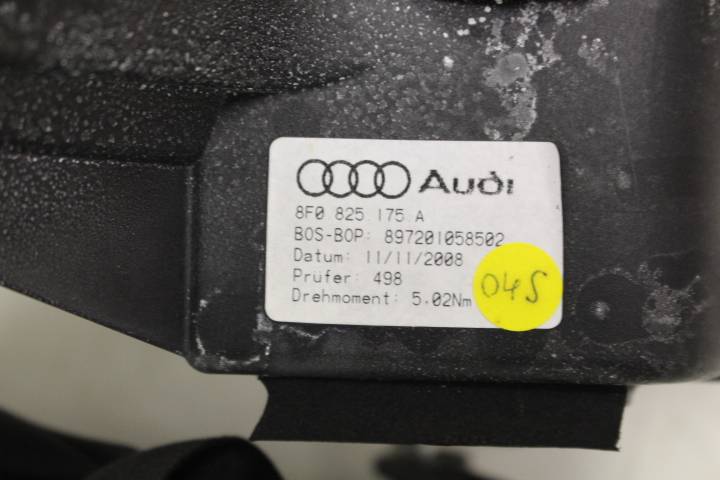 Audi
8F0 825 175 A
BOS-BOP: 897201058502
Datum: 11/11/2008
Prüfer: 498
Drehmoment: 5.02Nm
04S